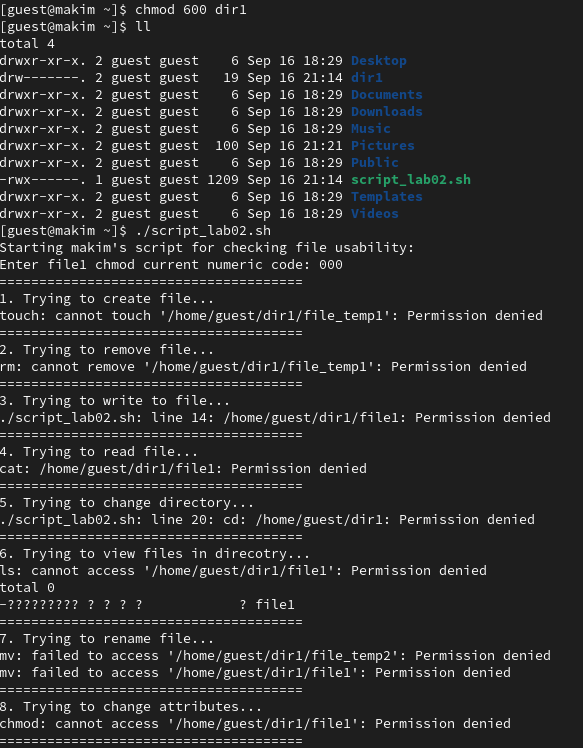 [guest@makim ~]$ chmod 600 dir1
[guest@makim ~]$ ll
total 4
drwxr-xr-x. 2 guest guest    6 Sep 16 18:29 Desktop
drw-------. 2 guest guest   19 Sep 16 21:14 dir1
drwxr-xr-x. 2 guest guest    6 Sep 16 18:29 Documents
drwxr-xr-x. 2 guest guest    6 Sep 16 18:29 Downloads
drwxr-xr-x. 2 guest guest    6 Sep 16 18:29 Music
drwxr-xr-x. 2 guest guest  100 Sep 16 21:21 Pictures
drwxr-xr-x. 2 guest guest    6 Sep 16 18:29 Public
-rwx------. 1 guest guest 1209 Sep 16 21:14 script_lab02.sh
drwxr-xr-x. 2 guest guest    6 Sep 16 18:29 Templates
drwxr-xr-x. 2 guest guest    6 Sep 16 18:29 Videos
[guest@makim ~]$ ./script_lab02.sh
Starting makim's script for checking file usability:
Enter file1 chmod current numeric code: 000
======================================
1. Trying to create file...
touch: cannot touch '/home/guest/dir1/file_temp1': Permission denied
======================================
2. Trying to remove file...
rm: cannot remove '/home/guest/dir1/file_temp1': Permission denied
======================================
3. Trying to write to file...
./script_lab02.sh: line 14: /home/guest/dir1/file1: Permission denied
======================================
4. Trying to read file...
cat: /home/guest/dir1/file1: Permission denied
======================================
5. Trying to change directory...
./script_lab02.sh: line 20: cd: /home/guest/dir1: Permission denied
======================================
6. Trying to view files in direcotry...
ls: cannot access '/home/guest/dir1/file1': Permission denied
total 0
-????????? ? ? ? ?            ? file1
======================================
7. Trying to rename file...
mv: failed to access '/home/guest/dir1/file_temp2': Permission denied
mv: failed to access '/home/guest/dir1/file1': Permission denied
======================================
8. Trying to change attributes...
chmod: cannot access '/home/guest/dir1/file1': Permission denied
======================================